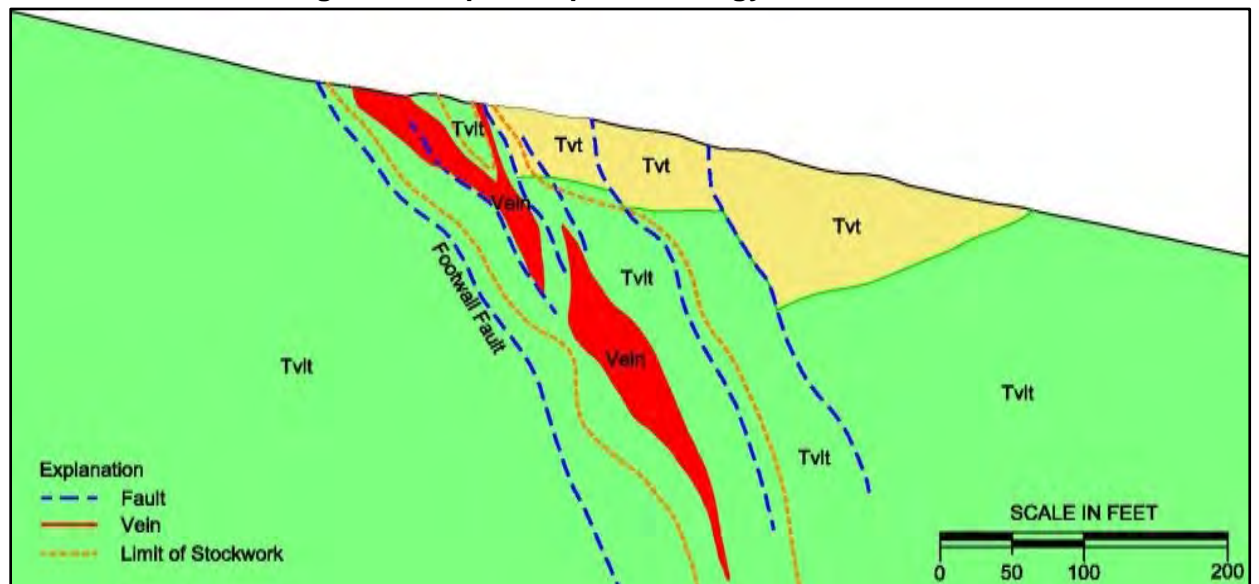 Tvlt
Tvt
Tvt
Tvt
Vein
Tvlt
Footwall Fault
Vein
Tvlt
Tvlt
Tvlt
Explanation
Fault
Vein
Limit of Stockwork
SCALE IN FEET
0 50 100 200